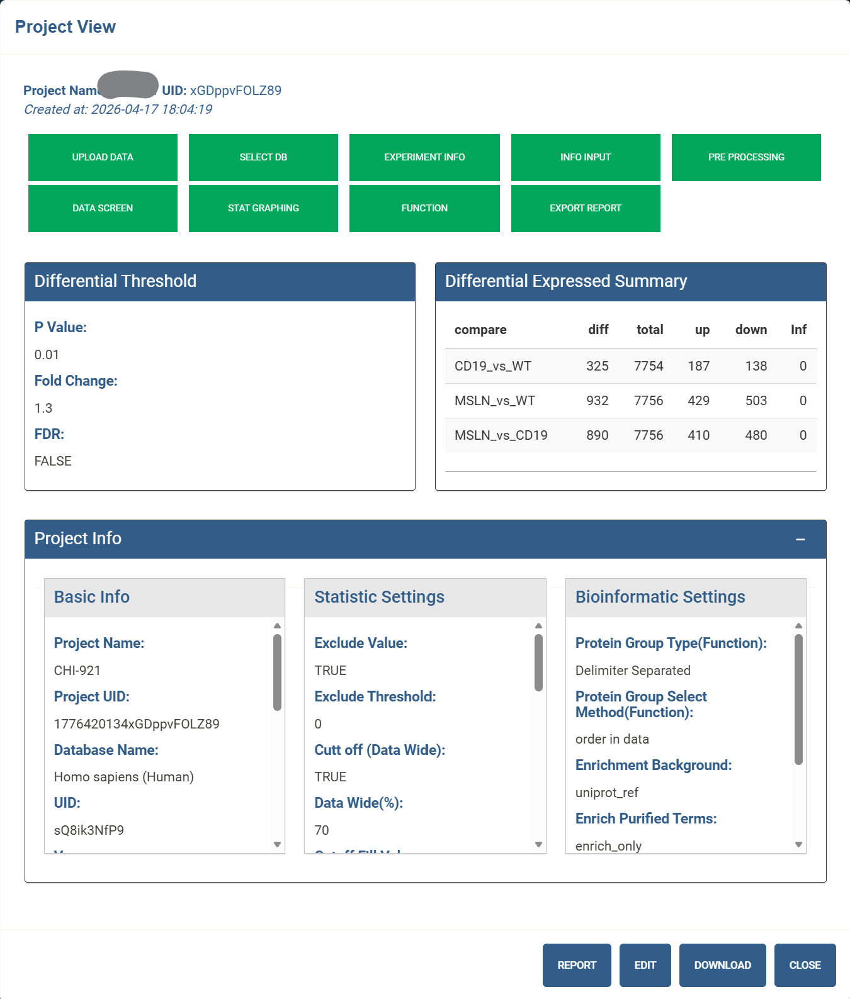 Project View
Project Nam UID: xGDppvFOLZ89
Created at: 2026-04-17 18:04:19
UPLOAD DATA SELECT DB EXPERIMENT INFO INFO INPUT PRE PROCESSING
DATA SCREEN STAT GRAPHING FUNCTION EXPORT REPORT
Differential Threshold
P Value:
0.01
Fold Change:
1.3
FDR:
FALSE
Differential Expressed Summary
compare diff total up down Inf
CD19_vs_WT 325 7754 187 138 0
MSLN_vs_WT 932 7756 429 503 0
MSLN_vs_CD19 890 7756 410 480 0
Project Info
Basic Info
Project Name:
CHI-921
Project UID:
1776420134xGDppvFOLZ89
Database Name:
Homo sapiens (Human)
UID:
sQ8ik3NfP9
Statistic Settings
Exclude Value:
TRUE
Exclude Threshold:
0
Cutt off (Data Wide):
TRUE
Data Wide(%):
70
Bioinformatic Settings
Protein Group Type(Function):
Delimiter Separated
Protein Group Select
Method(Function):
order in data
Enrichment Background:
uniprot_ref
Enrich Purified Terms:
enrich_only
REPORT EDIT DOWNLOAD CLOSE